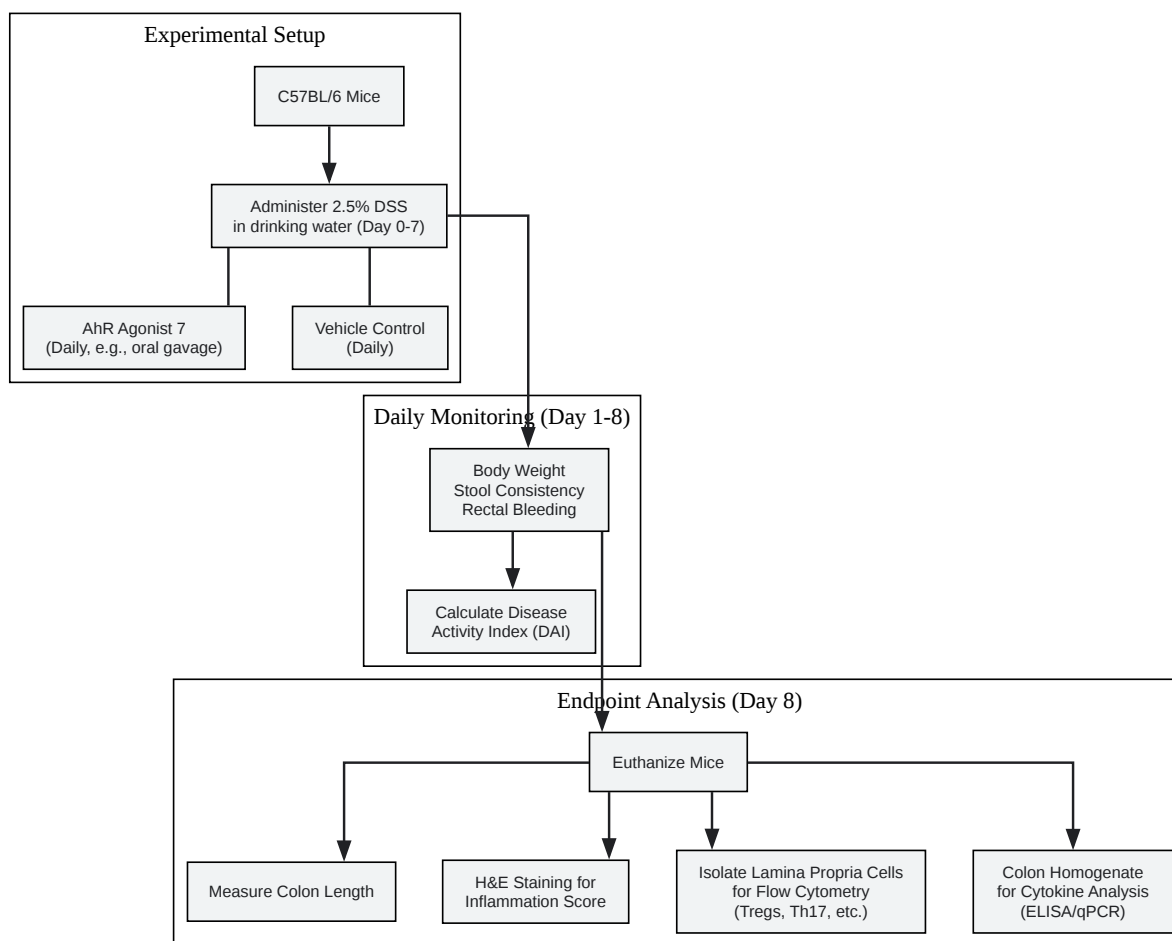 Experimental Setup
C57BL/6 Mice
Administer 2.5% DSS
in drinking water (Day 0-7)
AhR Agonist 7
(Daily, e.g., oral gavage)
Vehicle Control
(Daily)
Daily Monitoring (Day 1-8)
Body Weight
Stool Consistency
Rectal Bleeding
Calculate Disease
Activity Index (DAI)
Endpoint Analysis (Day 8)
Euthanize Mice
Measure Colon Length
H&E Staining for
Inflammation Score
Isolate Lamina Propria Cells
for Flow Cytometry
(Tregs, Th17, etc.)
Colon Homogenate
for Cytokine Analysis
(ELISA/qPCR)